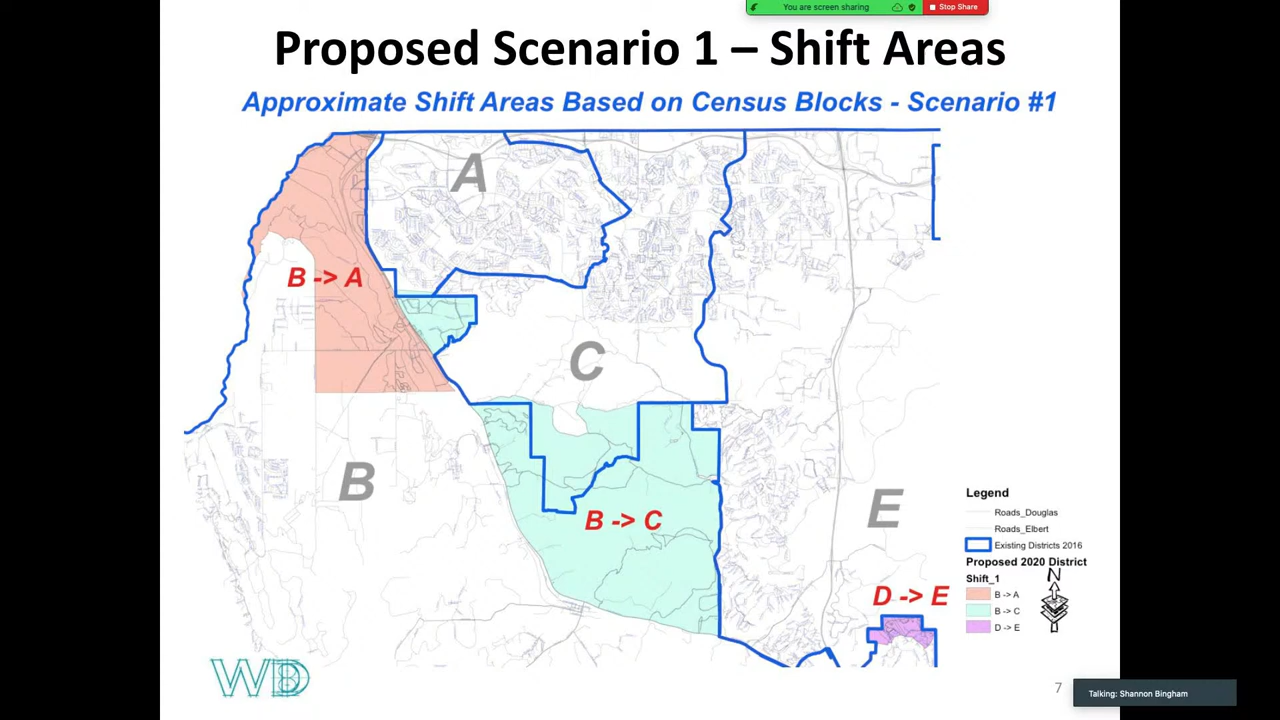 You are screen sharing
Stop Share
Proposed Scenario 1 – Shift Areas
Approximate Shift Areas Based on Census Blocks - Scenario #1
A
B -> A
C
B
B -> C
E
D -> E
Legend
Roads_Douglas
Roads_Elbert
Existing Districts 2016
Proposed 2020 District
Shift_1
B -> A
B -> C
D -> E
N
WD
7
Talking: Shannon Bingham